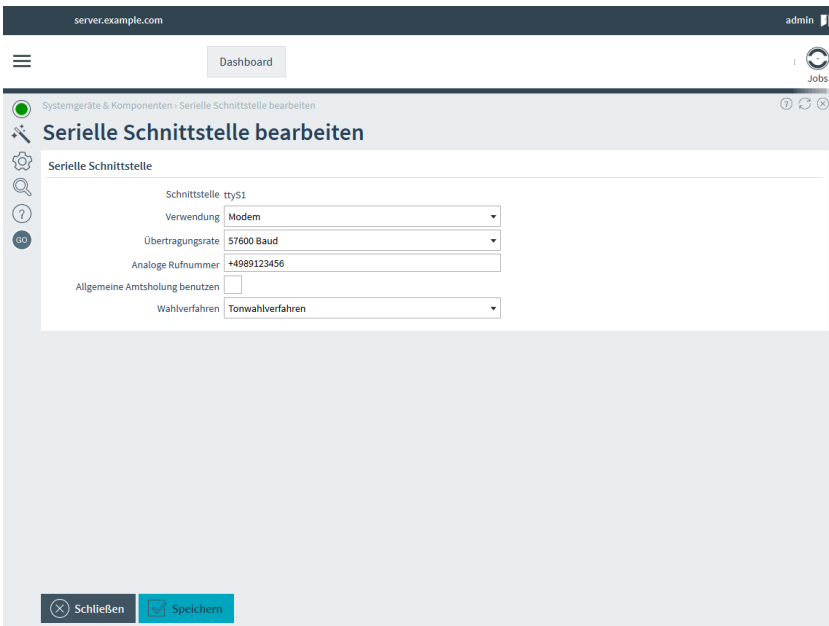 server.example.com admin
Dashboard
Jobs
Systemgeräte & Komponenten › Serielle Schnittstelle bearbeiten
Serielle Schnittstelle bearbeiten
Serielle Schnittstelle
Schnittstelle ttyS1
Verwendung Modem
Übertragungsrate 57600 Baud
Analoge Rufnummer +4989123456
Allgemeine Amtsholung benutzen
GO
Wahlverfahren Tonwahlverfahren
Schließen Speichern